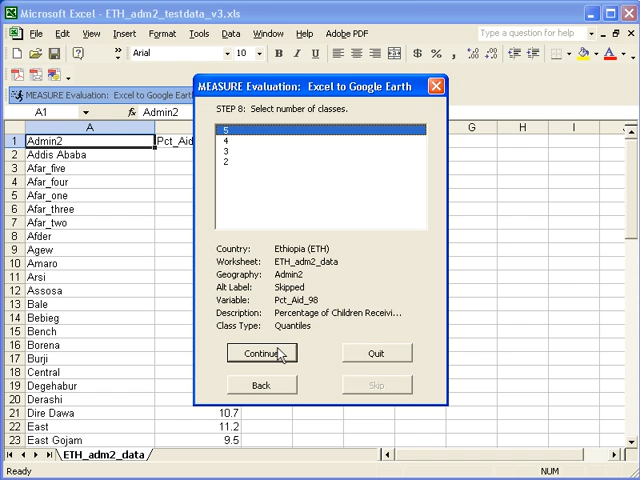 Microsoft Excel - ETH_adm2_testdata_v3.xls
File Edit View Insert Format Tools Data Window Help Adobe PDF
Type a question for help
Arial 10 B I U $ %
MEASURE Evaluation: Excel to Google Earth
A1 fx Admin2
A G H I
1 Admin2 Pct_Aid
2 Addis Ababa
3 Afar_five
4 Afar_four
5 Afar_one
6 Afar_three
7 Afar_two
8 Afder
9 Agew
10 Amaro
11 Arsi
12 Assosa
13 Bale
14 Bebieg
15 Bench
16 Borena
17 Burji
18 Central
19 Degehabur
20 Derashi
21 Dire Dawa 10.7
22 East 11.2
23 East Gojam 9.5
MEASURE Evaluation: Excel to Google Earth
STEP 8: Select number of classes.
5
4
3
2
Country: Ethiopia (ETH)
Worksheet: ETH_adm2_data
Geography: Admin2
Alt Label: Skipped
Variable: Pct_Aid_98
Description: Percentage of Children Receivi...
Class Type: Quantiles
Continue Quit
Back Skip
ETH_adm2_data
Ready NUM